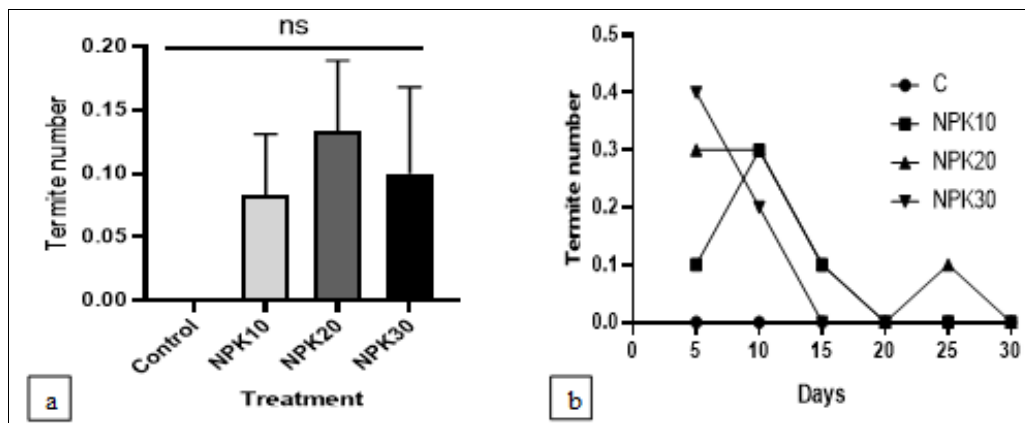 ns
0.20
0.15
0.10
0.05
0.00
Termite number
Control
NPK10
NPK20
NPK30
Treatment
a
0.5
0.4
0.3
0.2
0.1
0.0
Termite number
C
NPK10
NPK20
NPK30
0 5 10 15 20 25 30
Days
b